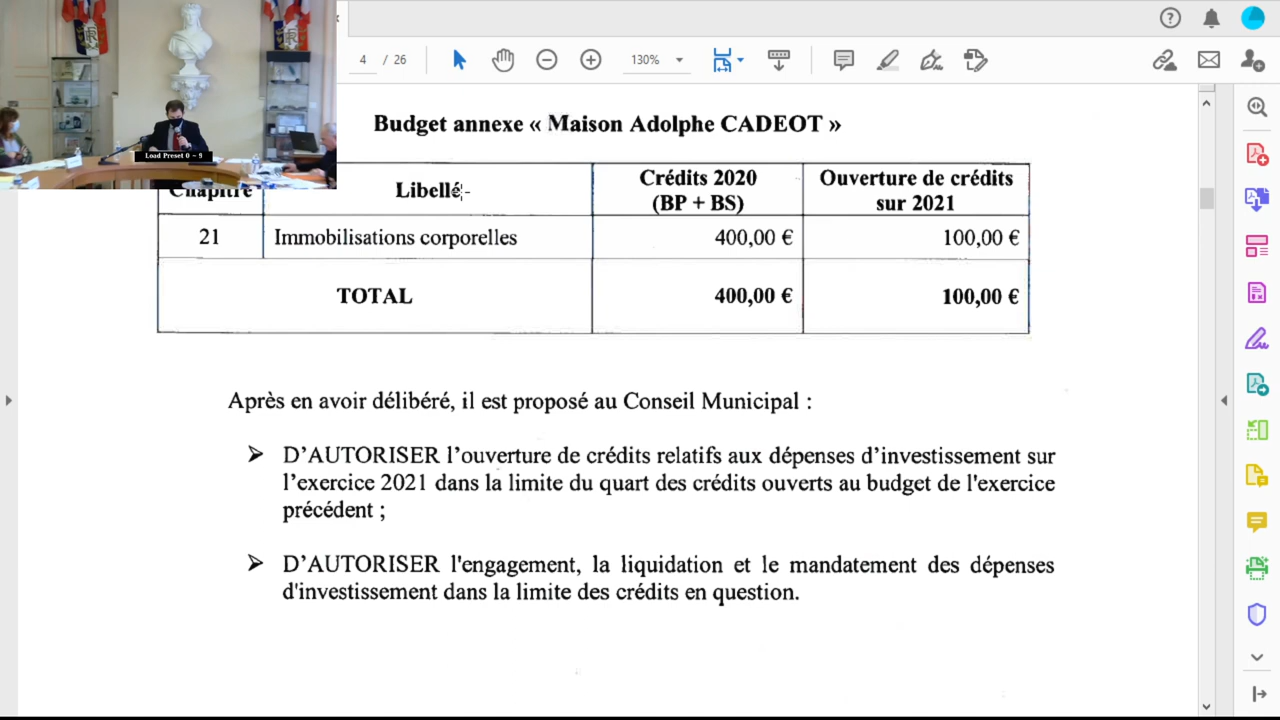 4 / 26
130%
Load Preset 0 ~ 9
Budget annexe « Maison Adolphe CADEOT »
Chapitre
Libellé
Crédits 2020
(BP + BS)
Ouverture de crédits
sur 2021
21
Immobilisations corporelles
400,00 €
100,00 €
TOTAL
400,00 €
100,00 €
Après en avoir délibéré, il est proposé au Conseil Municipal :
➢ D’AUTORISER l’ouverture de crédits relatifs aux dépenses d’investissement sur
l’exercice 2021 dans la limite du quart des crédits ouverts au budget de l'exercice
précédent ;
➢ D’AUTORISER l'engagement, la liquidation et le mandatement des dépenses
d'investissement dans la limite des crédits en question.